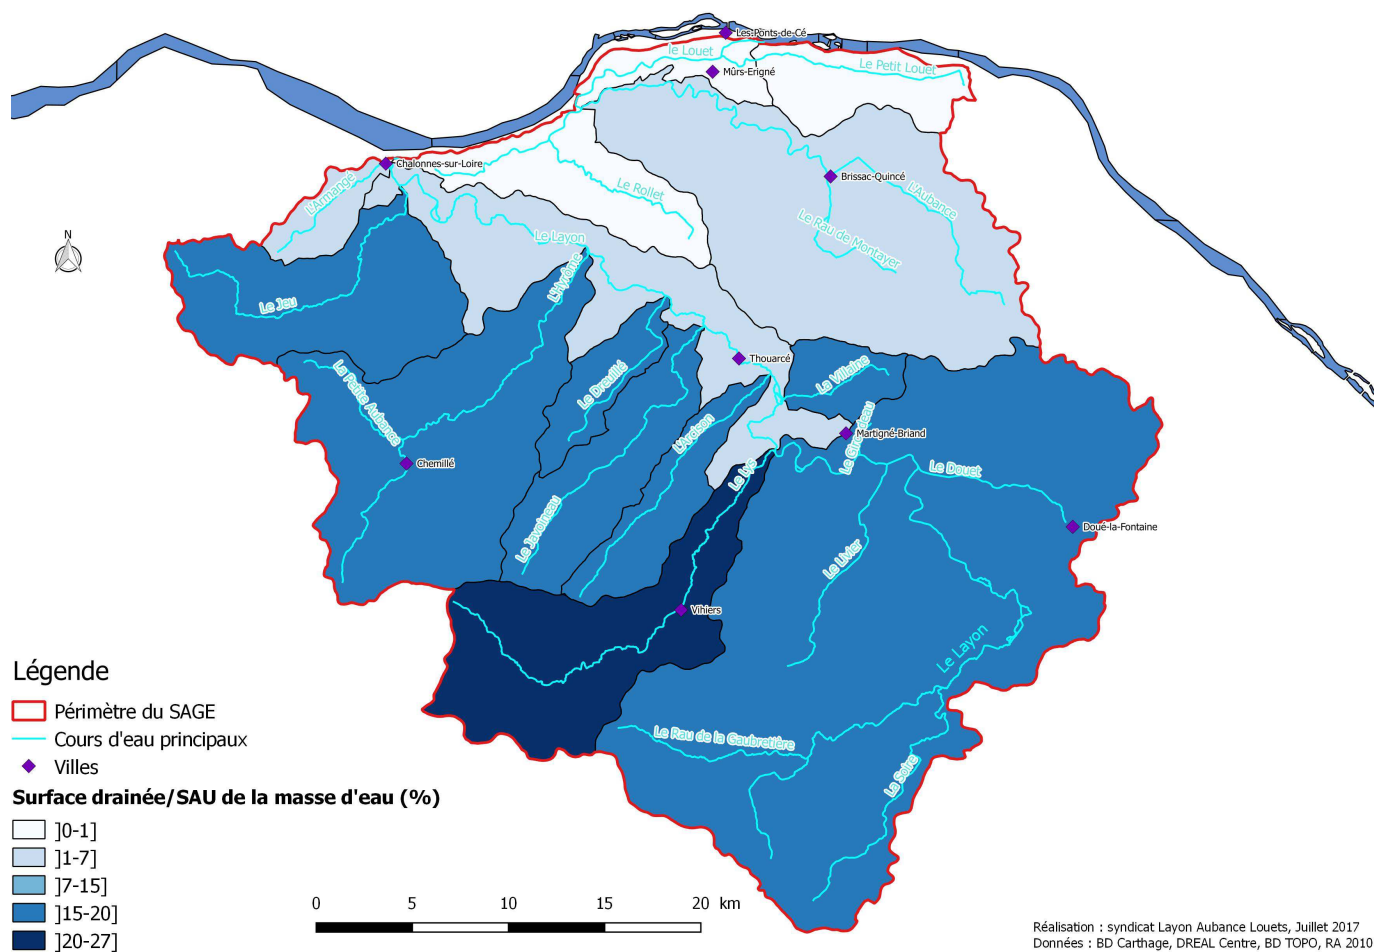 Les-Ponts-de-Cé
le Louet
Mûrs-Erigné
Le Petit Louet
Chalonnes-sur-Loire
Brissac-Quincé
L'Armangé
Le Rollet
L'Aubance
Le Rau de Montayer
Le Layon
N
L'Hyrôme
Le Jeu
Thouarcé
La Villaine
La Petite Aubance
Le Dreuillé
L'Arcison
Martigné-Briand
Chemillé
Le Lys
Le Douet
Le Javoineau
Doué-la-Fontaine
Le Livier
Vihiers
Le Layon
Le Rau de la Gaubretière
La Soire
Légende
Périmètre du SAGE
Cours d'eau principaux
Villes
Surface drainée/SAU de la masse d'eau (%)
]0-1]
]1-7]
]7-15]
]15-20]
]20-27]
0 5 10 15 20 km
Réalisation : syndicat Layon Aubance Louets, Juillet 2017
Données : BD Carthage, DREAL Centre, BD TOPO, RA 2010